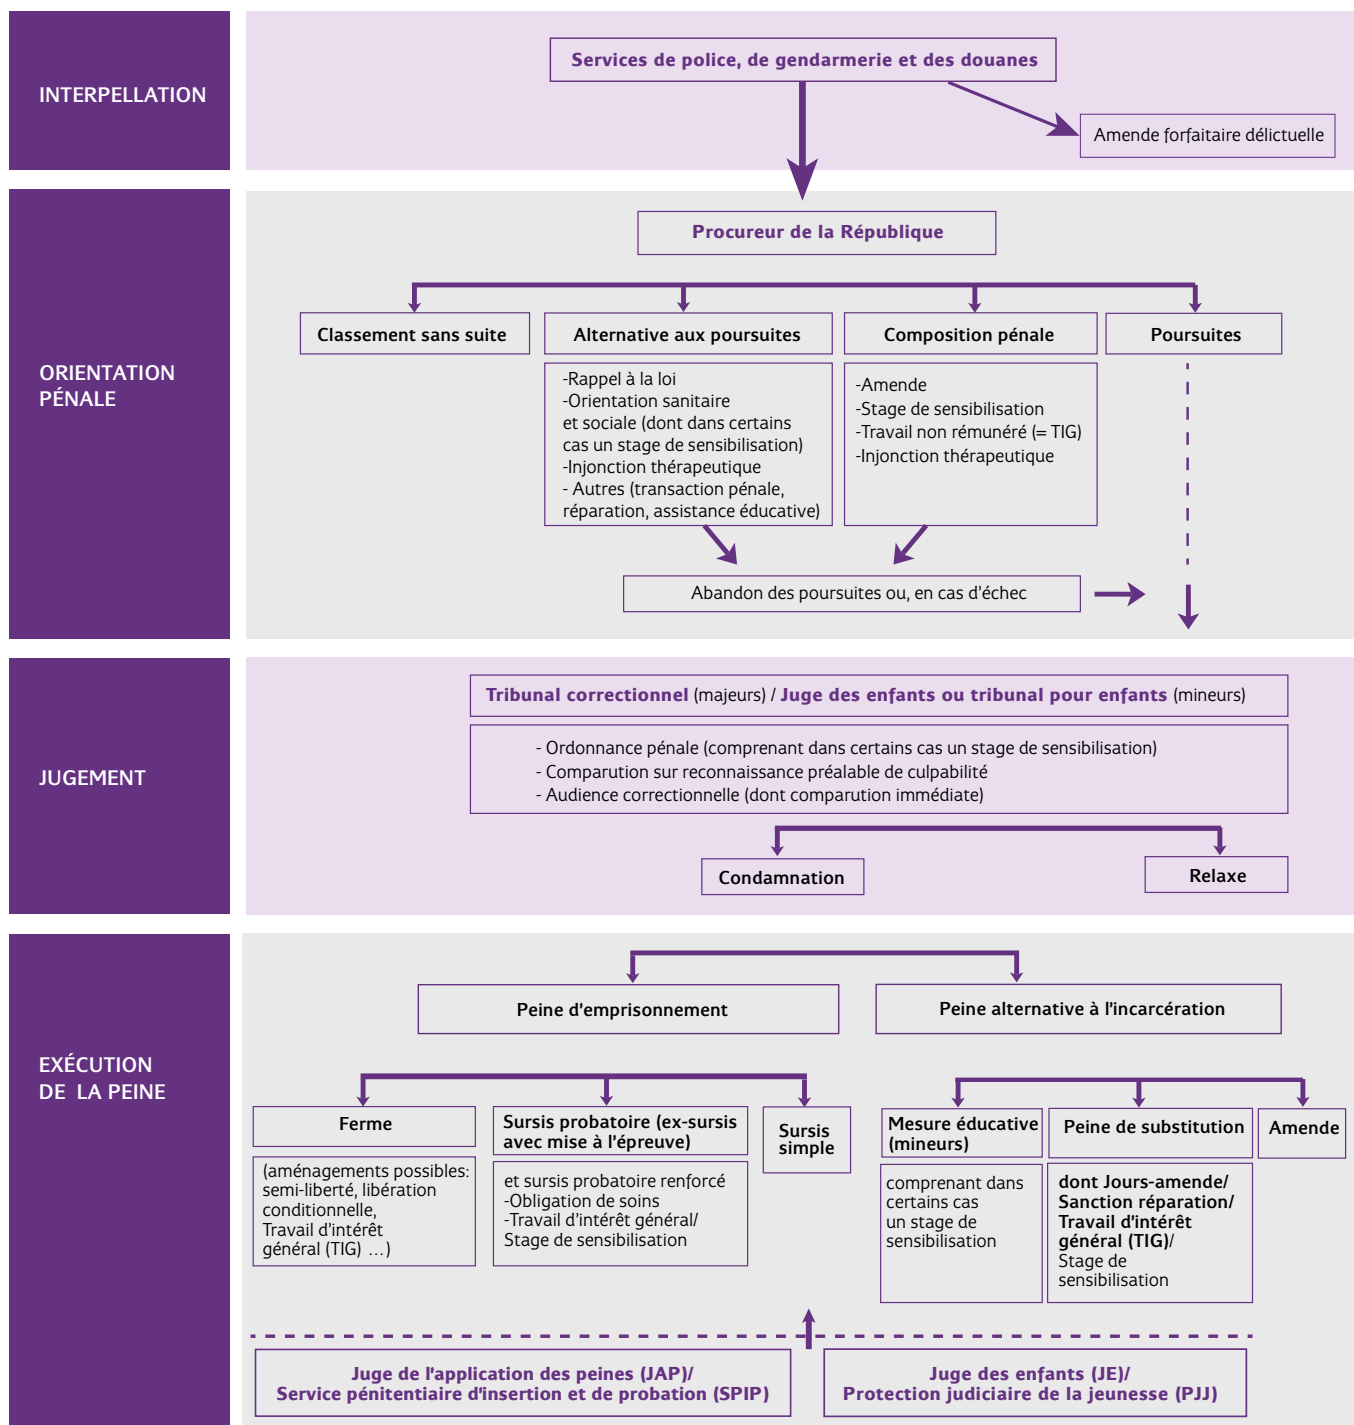 INTERPELLATION
Services de police, de gendarmerie et des douanes
Amende forfaitaire délictuelle
ORIENTATION
PÉNALE
Procureur de la République
Classement sans suite
Alternative aux poursuites
-Rappel à la loi
-Orientation sanitaire
et sociale (dont dans certains
cas un stage de sensibilisation)
-Injonction thérapeutique
- Autres (transaction pénale,
réparation, assistance éducative)
Composition pénale
-Amende
-Stage de sensibilisation
-Travail non rémunéré (= TIG)
-Injonction thérapeutique
Poursuites
Abandon des poursuites ou, en cas d'échec
JUGEMENT
Tribunal correctionnel (majeurs) / Juge des enfants ou tribunal pour enfants (mineurs)
- Ordonnance pénale (comprenant dans certains cas un stage de sensibilisation)
- Comparution sur reconnaissance préalable de culpabilité
- Audience correctionnelle (dont comparution immédiate)
Condamnation
Relaxe
EXÉCUTION
DE LA PEINE
Peine d'emprisonnement
Peine alternative à l'incarcération
Ferme
(aménagements possibles:
semi-liberté, libération
conditionnelle,
Travail d'intérêt
général (TIG) ...)
Sursis probatoire (ex-sursis
avec mise à l'épreuve)
et sursis probatoire renforcé
-Obligation de soins
-Travail d'intérêt général/
Stage de sensibilisation
Sursis
simple
Mesure éducative
(mineurs)
comprenant dans
certains cas
un stage de
sensibilisation
Peine de substitution
dont Jours-amende/
Sanction réparation/
Travail d'intérêt
général (TIG)/
Stage de
sensibilisation
Amende
Juge de l'application des peines (JAP)/
Service pénitentiaire d'insertion et de probation (SPIP)
Juge des enfants (JE)/
Protection judiciaire de la jeunesse (PJJ)